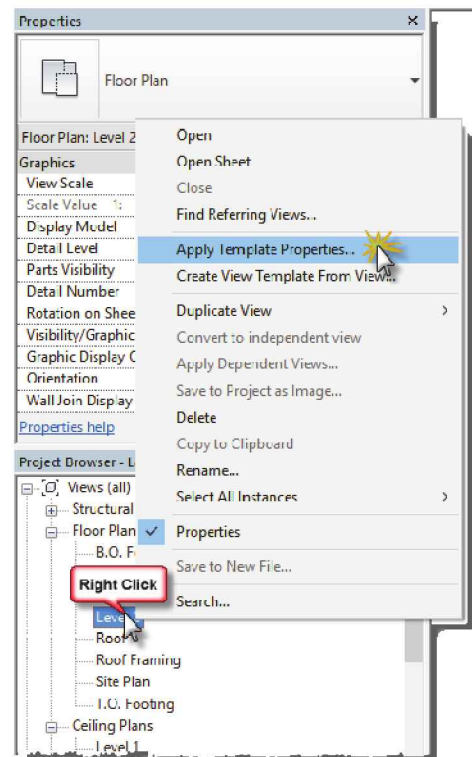 Properties
Floor Plan
Floor Plan: Level 2
Graphics
View Scale
Scale Value 1:
Display Model
Detail Level
Parts Visibility
Detail Number
Rotation on Shee
Visibility/Graphic
Graphic Display O
Orientation
Wall Join Display
Properties help
Open
Open Sheet
Close
Find Referring Views...
Apply Template Properties...
Create View Template From View...
Duplicate View
Convert to independent view
Apply Dependent Views...
Save to Project as Image...
Delete
Copy to Clipboard
Rename...
Select All Instances
Properties
Save to New File...
Search...
Project Browser - L
Views (all)
Structural
Floor Plan
B.O. F
Right Click
Level
Roof
Roof Framing
Site Plan
T.O. Footing
Ceiling Plans
Level 1